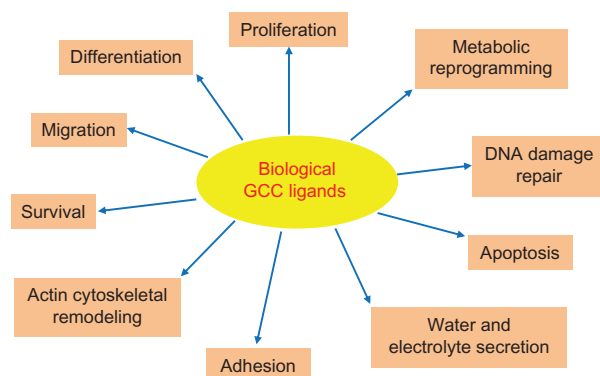 Proliferation
Differentiation
Metabolic
reprogramming
Migration
Biological
GCC ligands
DNA damage
repair
Survival
Apoptosis
Actin cytoskeletal
remodeling
Water and
electrolyte secretion
Adhesion